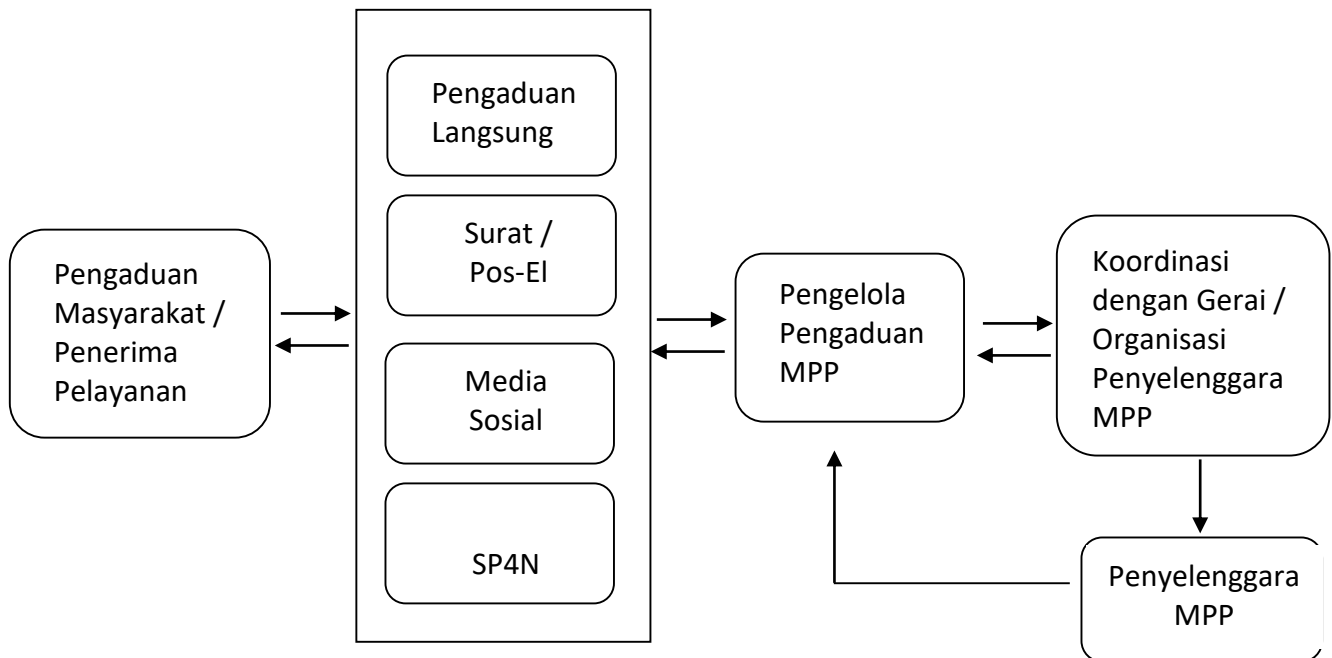 Pengaduan
Masyarakat /
Penerima
Pelayanan
Pengaduan
Langsung
Surat /
Pos-El
Media
Sosial
SP4N
Pengelola
Pengaduan
MPP
Koordinasi
dengan Gerai /
Organisasi
Penyelenggara
MPP
Penyelenggara
MPP